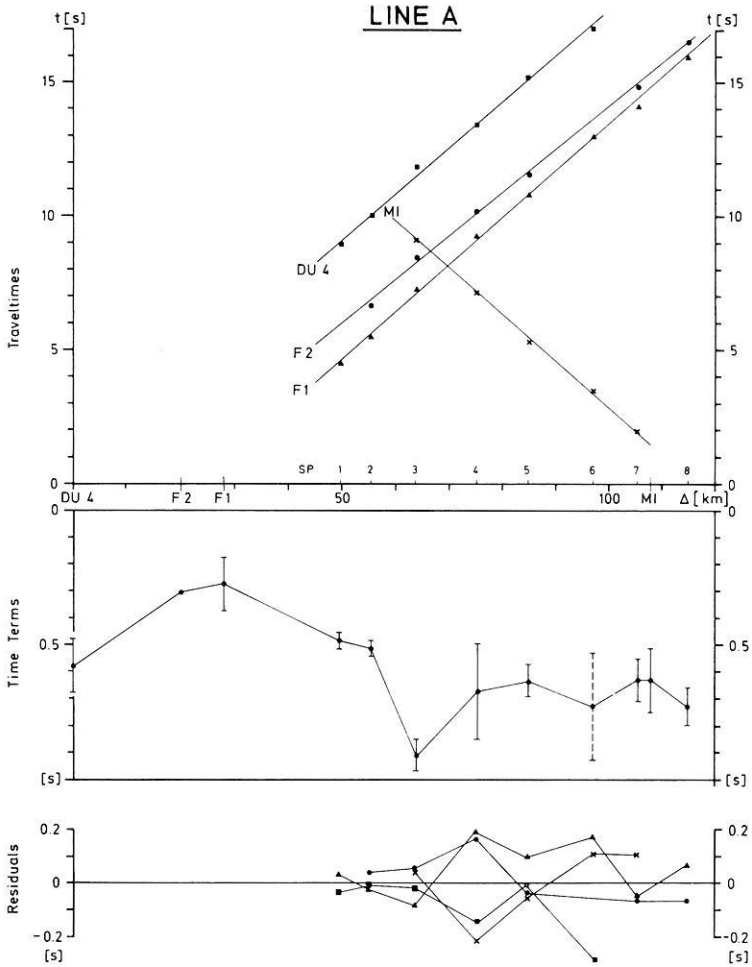 LINE A
t [s]
t [s]
15
15
10
10
MI
DU 4
F 2
F 1
5
5
Traveltimes
SP 1 2 3 4 5 6 7 8
0
0
DU 4 F 2 F 1 50 100 MI Δ [km]
0
0
0.5
0.5
Time Terms
[s]
[s]
0.2
0.2
0
0
Residuals
-0.2
-0.2
[s]
[s]